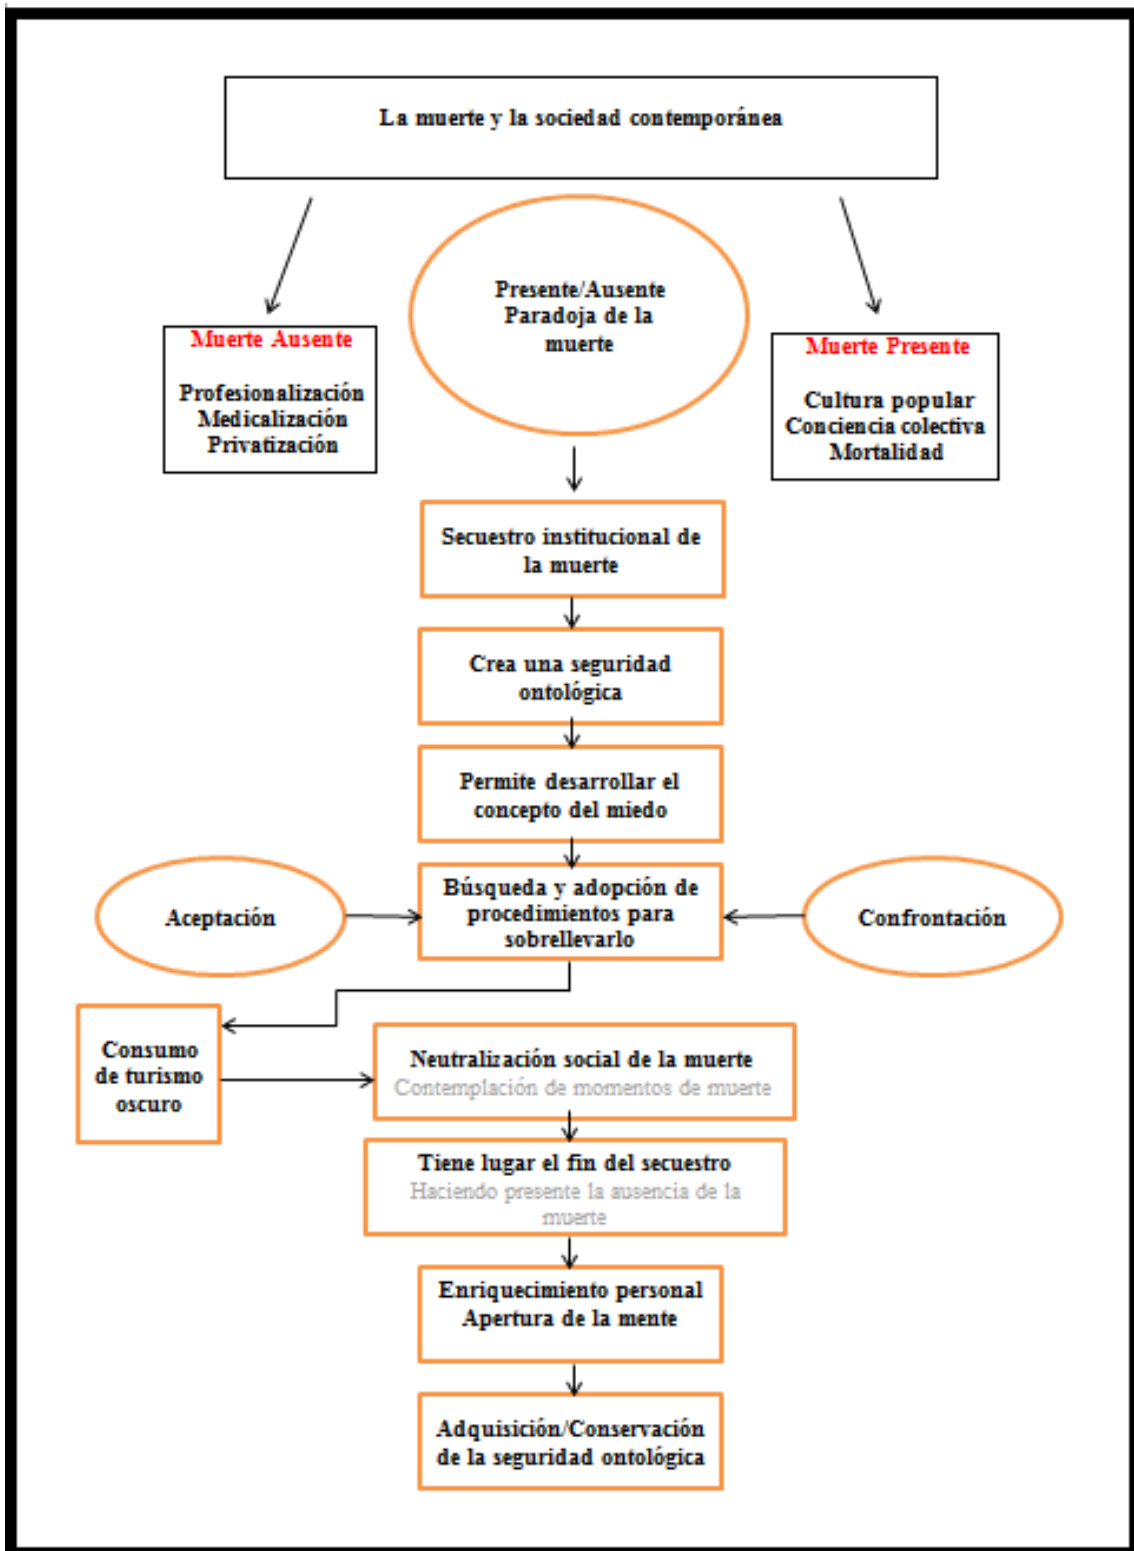 La muerte y la sociedad contemporánea
Presente/Ausente
Paradoja de la
muerte
Muerte Ausente
Profesionalización
Medicalización
Privatización
Muerte Presente
Cultura popular
Conciencia colectiva
Mortalidad
Secuestro institucional de
la muerte
Crea una seguridad
ontológica
Permite desarrollar el
concepto del miedo
Aceptación
Búsqueda y adopción de
procedimientos para
sobrellevarlo
Confrontación
Consumo
de turismo
oscuro
Neutralización social de la muerte
Contemplación de momentos de muerte
Tiene lugar el fin del secuestro
Haciendo presente la ausencia de la
muerte
Enriquecimiento personal
Apertura de la mente
Adquisición/Conservación
de la seguridad ontológica